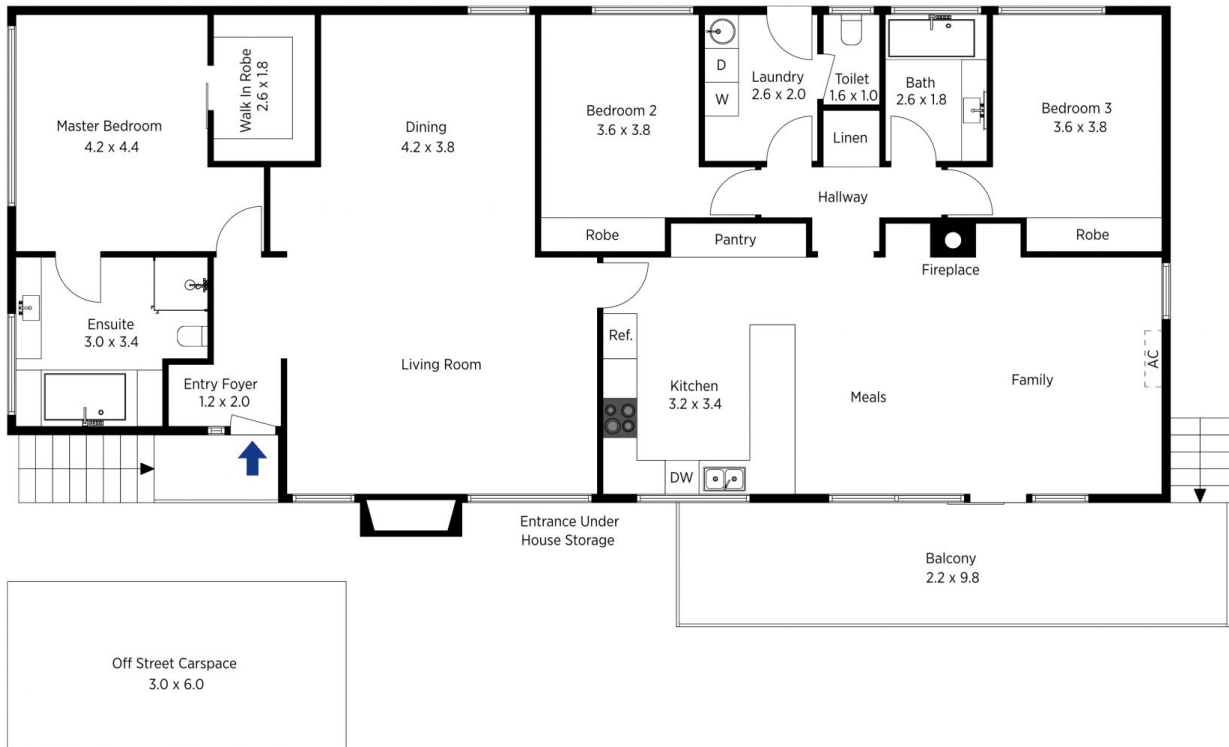 Master Bedroom
4.2 x 4.4
Walk In Robe
2.6 x 1.8
Dining
4.2 x 3.8
Bedroom 2
3.6 x 3.8
D
W
Laundry
2.6 x 2.0
Toilet
1.6 x 1.0
Bath
2.6 x 1.8
Bedroom 3
3.6 x 3.8
Linen
Hallway
Robe
Pantry
Robe
Fireplace
Ensuite
3.0 x 3.4
Entry Foyer
1.2 x 2.0
Living Room
Ref.
Kitchen
3.2 x 3.4
DW
Meals
Family
AC
Entrance Under
House Storage
Balcony
2.2 x 9.8
Off Street Carspace
3.0 x 6.0